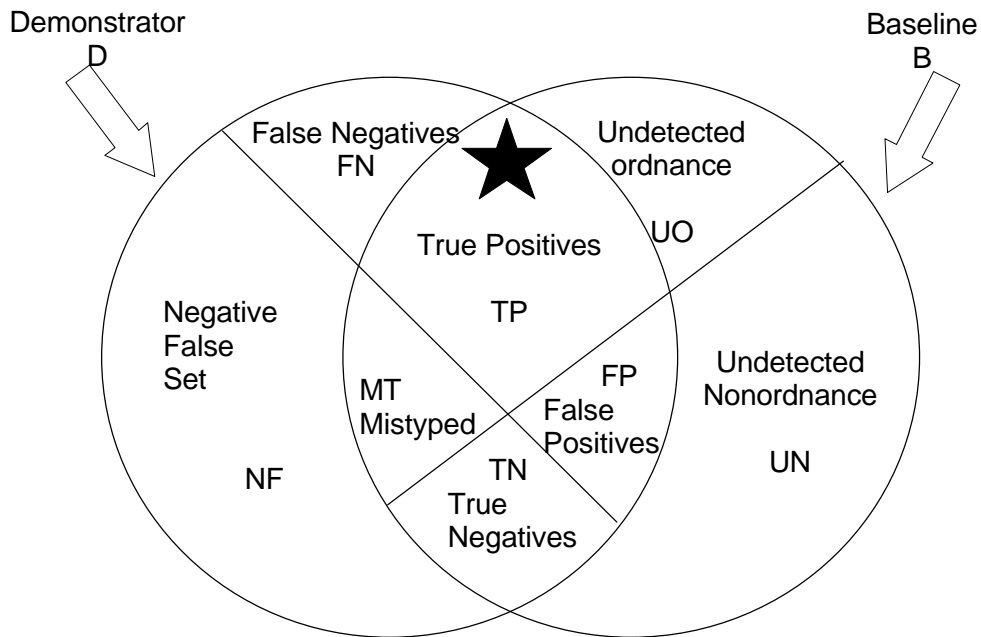 Demonstrator
D
Baseline
B
False Negatives
FN
Undetected
ordnance
UO
True Positives
TP
Negative
False
Set
NF
MT
Mistyped
FP
False
Positives
Undetected
Nonordnance
UN
TN
True
Negatives